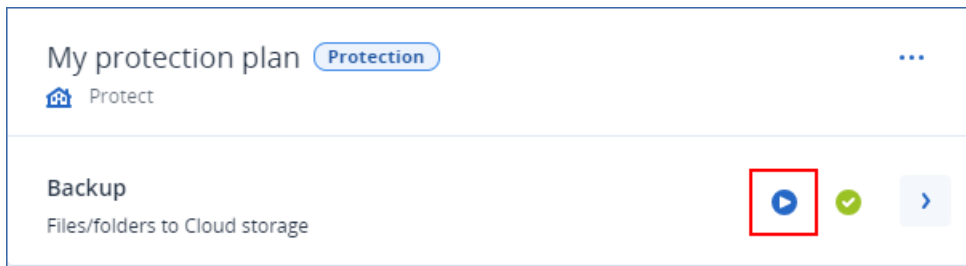 My protection plan Protection
Protect
Backup
Files/folders to Cloud storage